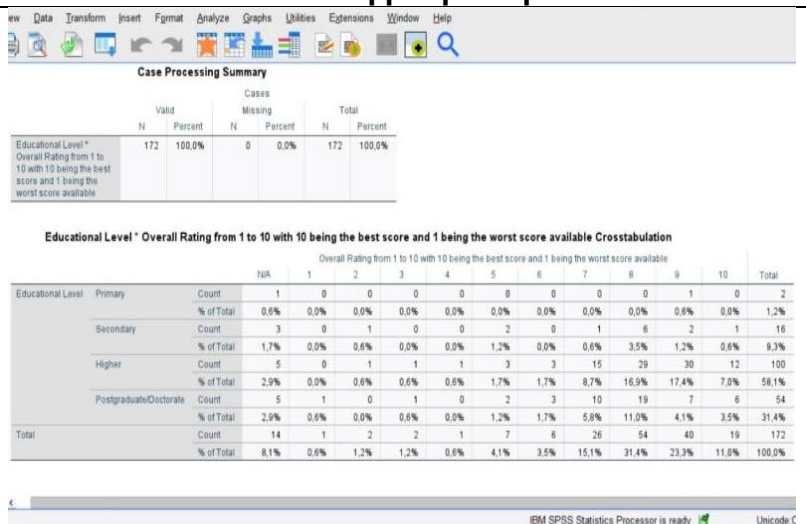 ew Data Transform Insert Format Analyze Graphs Utilities Extensions Window Help
Case Processing Summary
Cases
Valid Missing Total
N Percent N Percent N Percent
Educational Level * Overall Rating from 1 to 10 with 10 being the best score and 1 being the worst score available 172 100,0% 0 0,0% 172 100,0%
Educational Level * Overall Rating from 1 to 10 with 10 being the best score and 1 being the worst score available Crosstabulation
Overall Rating from 1 to 10 with 10 being the best score and 1 being the worst score available
N/A 1 2 3 4 5 6 7 8 9 10 Total
Educational Level Primary Count 1 0 0 0 0 0 0 0 0 1 0 2
% of Total 0,6% 0,0% 0,0% 0,0% 0,0% 0,0% 0,0% 0,0% 0,0% 0,6% 0,0% 1,2%
Secondary Count 3 0 1 0 0 2 0 1 6 2 1 16
% of Total 1,7% 0,0% 0,6% 0,0% 0,0% 1,2% 0,0% 0,6% 3,5% 1,2% 0,6% 9,3%
Higher Count 5 0 1 1 1 3 3 15 29 30 12 100
% of Total 2,9% 0,0% 0,6% 0,6% 0,6% 1,7% 1,7% 8,7% 16,9% 17,4% 7,0% 58,1%
Postgraduate/Doctorate Count 5 1 0 1 0 2 3 10 19 7 6 54
% of Total 2,9% 0,6% 0,0% 0,6% 0,0% 1,2% 1,7% 5,8% 11,0% 4,1% 3,5% 31,4%
Total Count 14 1 2 2 1 7 6 26 54 40 19 172
% of Total 8,1% 0,6% 1,2% 1,2% 0,6% 4,1% 3,5% 15,1% 31,4% 23,3% 11,0% 100,0%
IBM SPSS Statistics Processor is ready Unicode:O